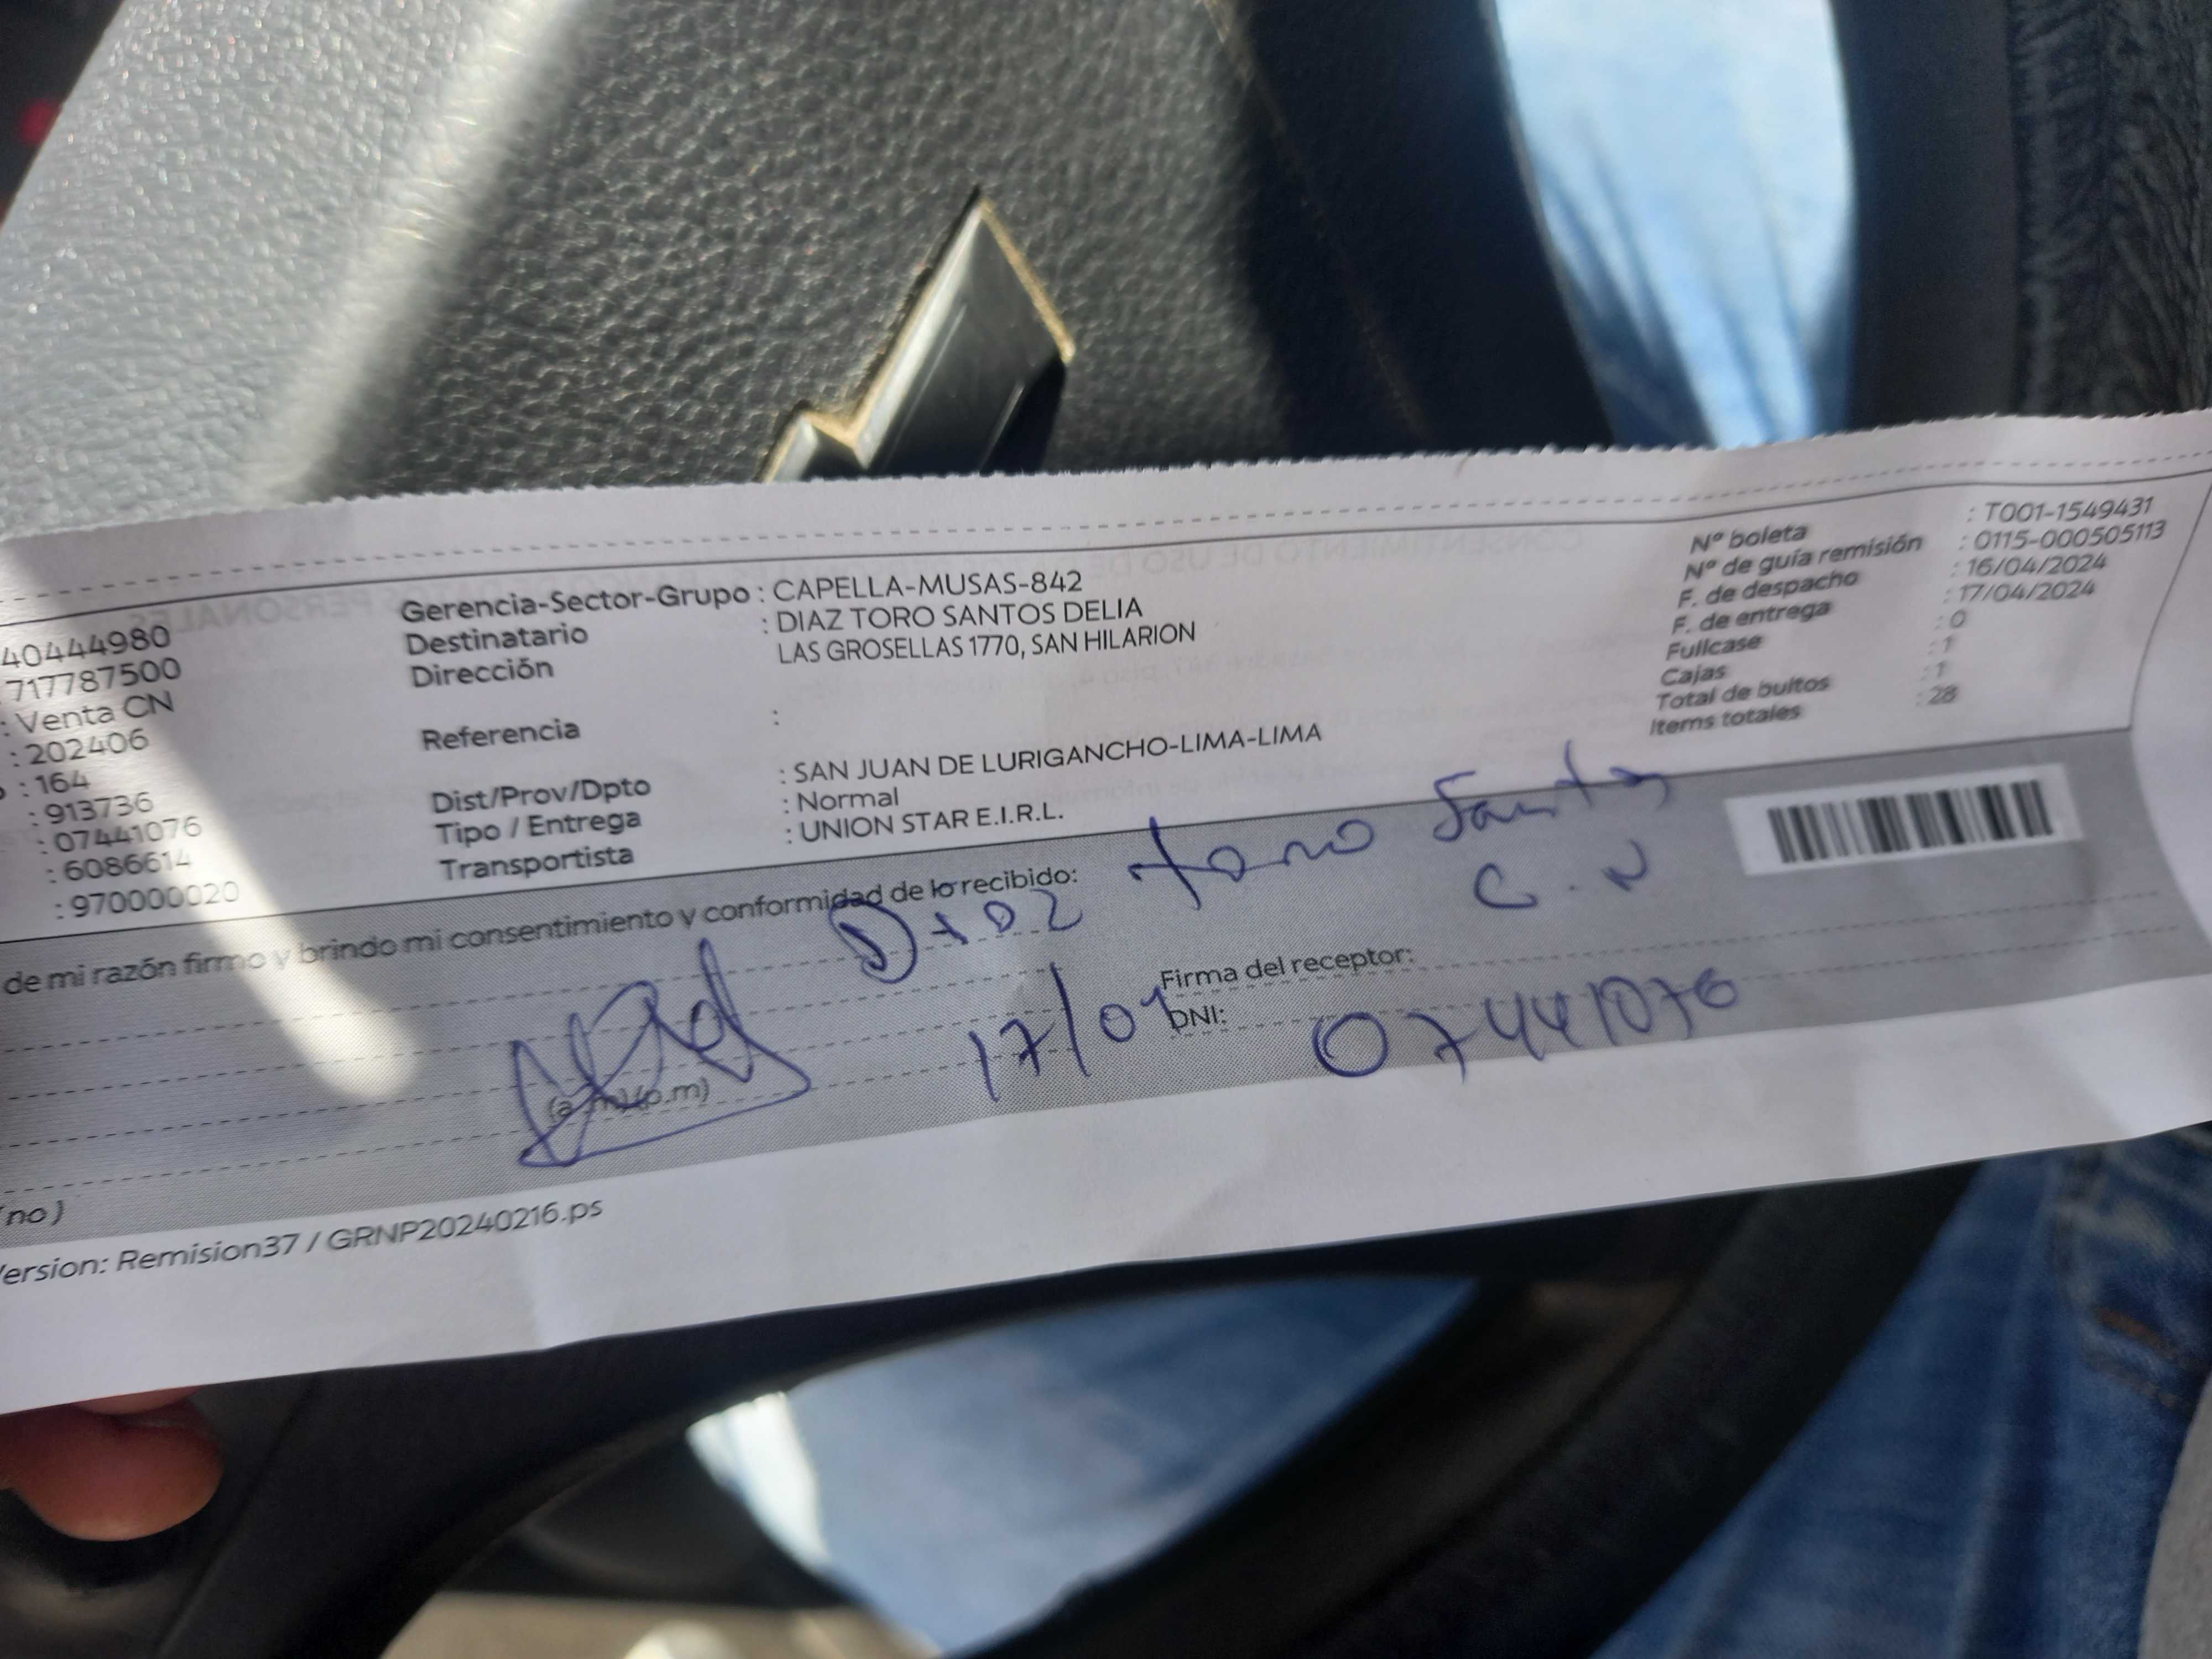 40444980
717787500
: Venta CN
: 202406
: 164
: 913736
: 07441076
: 6086614
: 970000020
Gerencia-Sector-Grupo : CAPELLA-MUSAS-842
Destinatario : DIAZ TORO SANTOS DELIA
Dirección LAS GROSELLAS 1770, SAN HILARION
Referencia :
Dist/Prov/Dpto : SAN JUAN DE LURIGANCHO-LIMA-LIMA
Tipo / Entrega : Normal
Transportista : UNION STAR E.I.R.L.
Nº boleta : T001-1549431
Nº de guía remisión : 0115-000505113
F. de despacho : 16/04/2024
F. de entrega : 17/04/2024
Fullcase : 0
Cajas : 1
Total de bultos : 1
Items totales : 28
de mi razón firmo y brindo mi consentimiento y conformidad de lo recibido:
Diaz toro Santos
C.N
Firma del receptor:
17/04
DNI: 07441076
(a.m)(p.m)
(no)
Version: Remision37 / GRNP20240216.ps